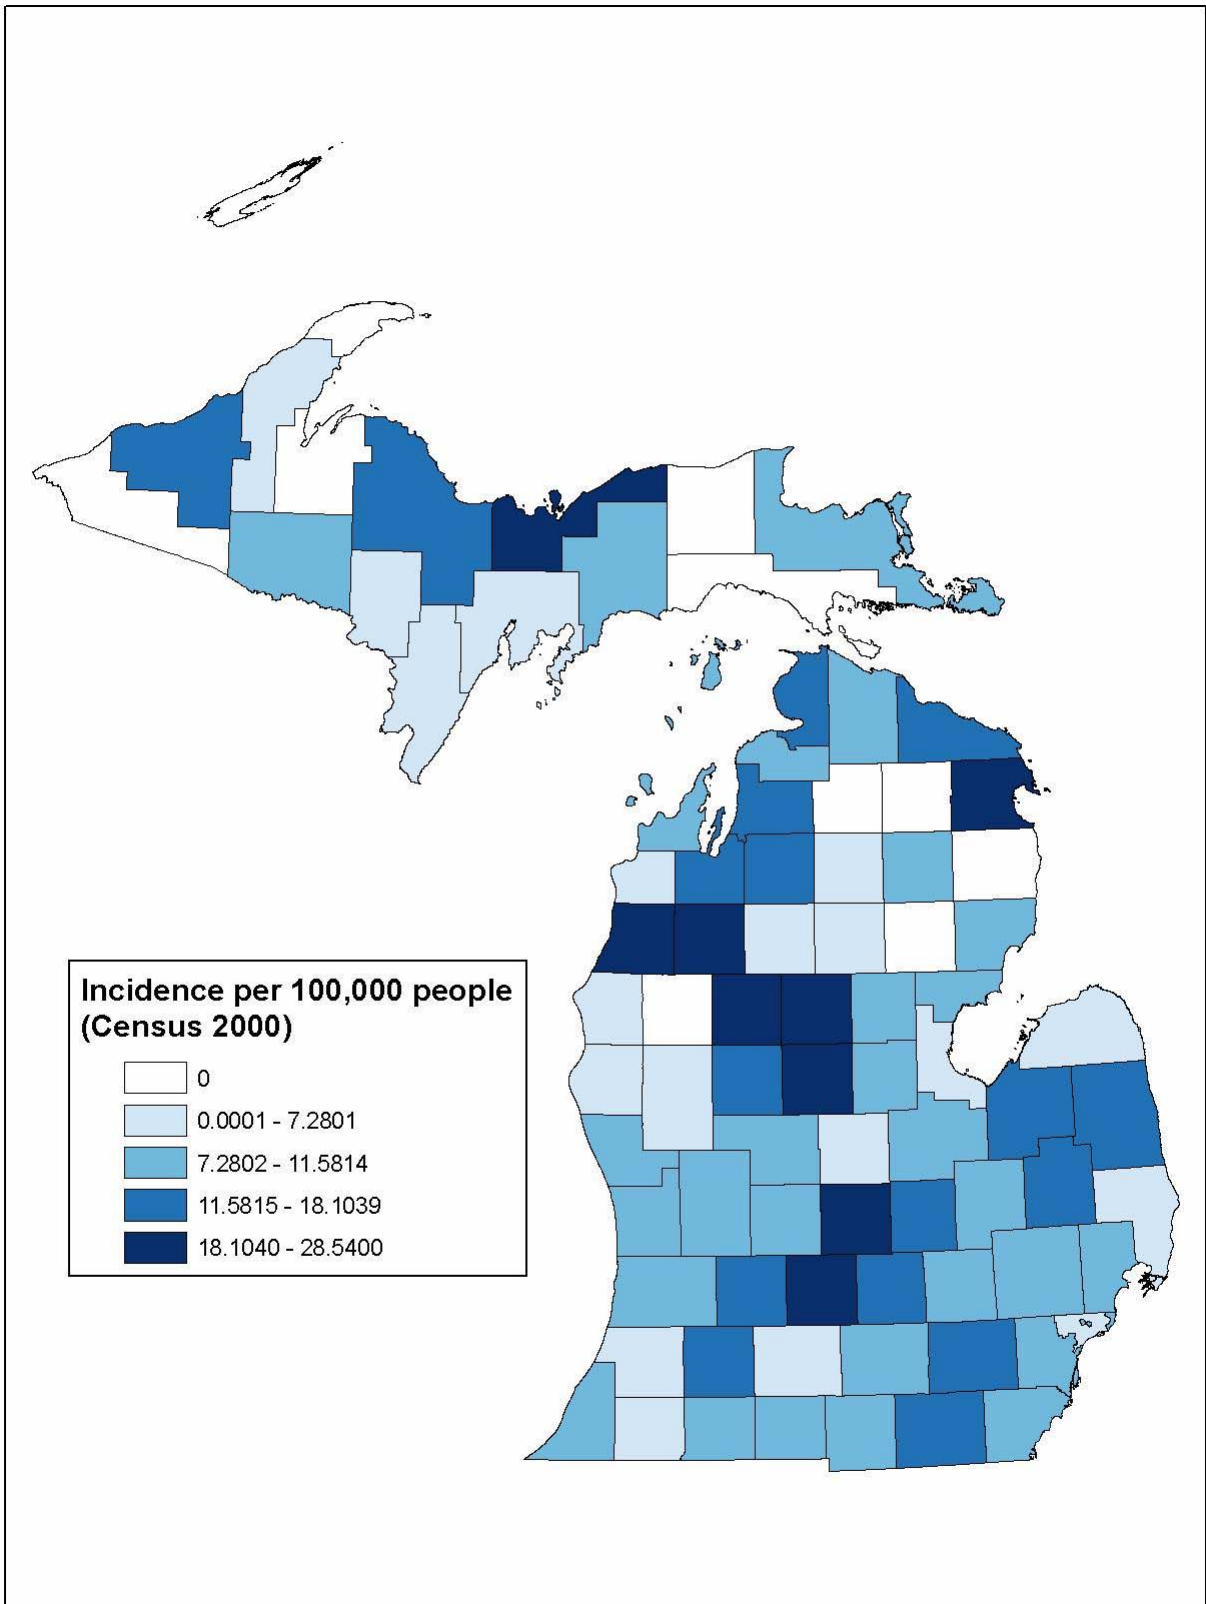 Incidence per 100,000 people
(Census 2000)
0
0.0001 - 7.2801
7.2802 - 11.5814
11.5815 - 18.1039
18.1040 - 28.5400